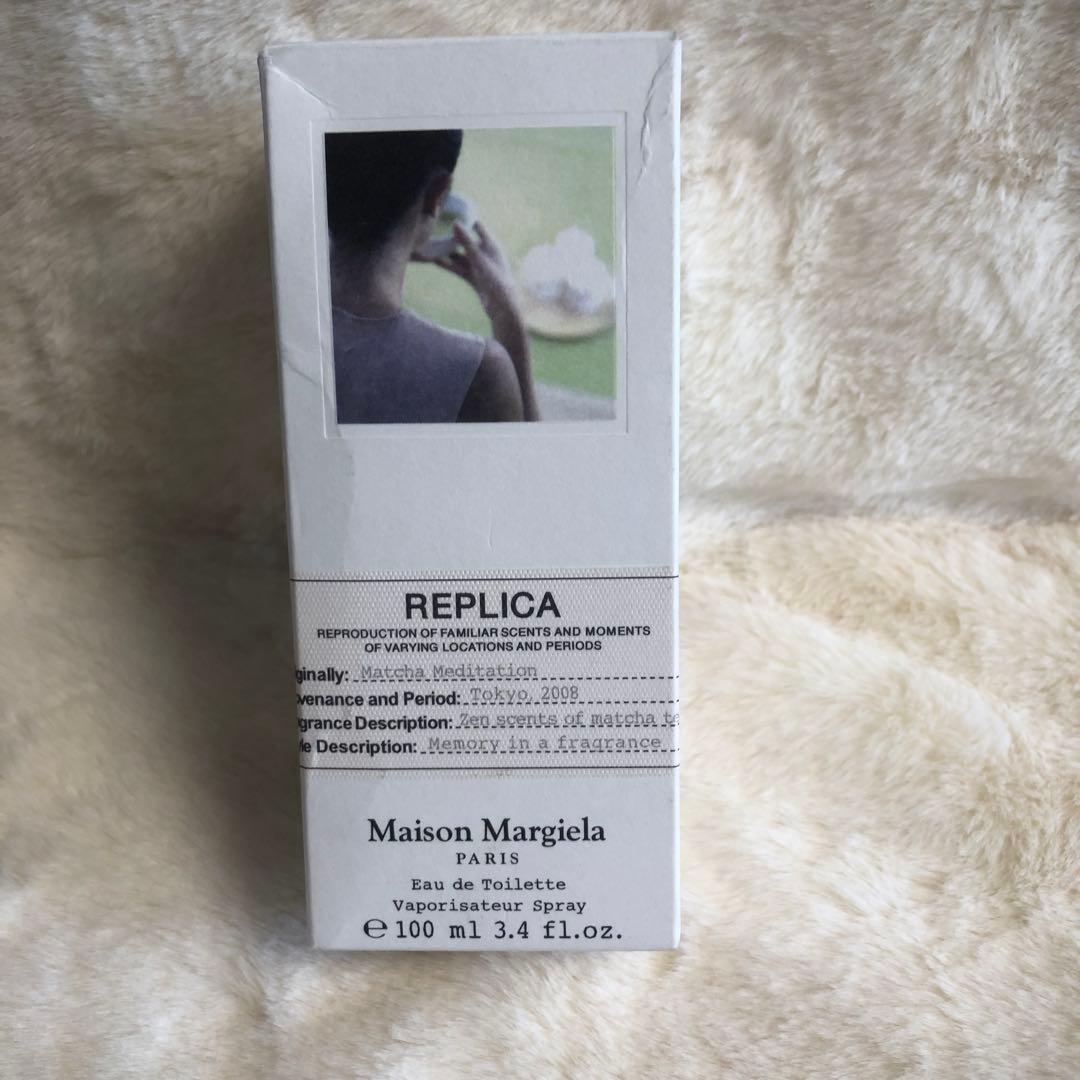 REPLICA
REPRODUCTION OF FAMILIAR SCENTS AND MOMENTS
OF VARYING LOCATIONS AND PERIODS
ginally: Matcha Meditation
venance and Period: Tokyo, 2008
grance Description: Zen scents of matcha te
le Description: Memory in a fragrance
Maison Margiela
PARIS
Eau de Toilette
Vaporisateur Spray
℮ 100 ml 3.4 fl.oz.